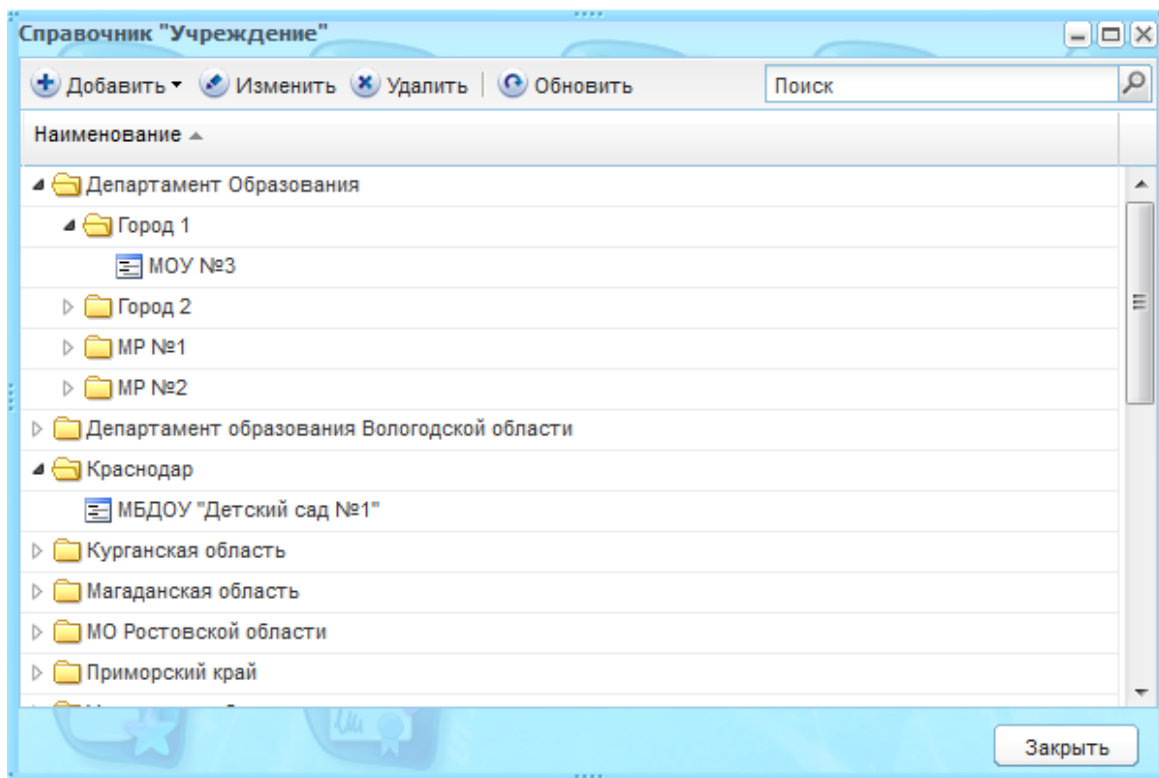 Справочник "Учреждение"
Добавить Изменить Удалить Обновить Поиск
Наименование
Департамент Образования
Город 1
МОУ №3
Город 2
МР №1
МР №2
Департамент образования Вологодской области
Краснодар
МБДОУ "Детский сад №1"
Курганская область
Магаданская область
МО Ростовской области
Приморский край
Закрыть